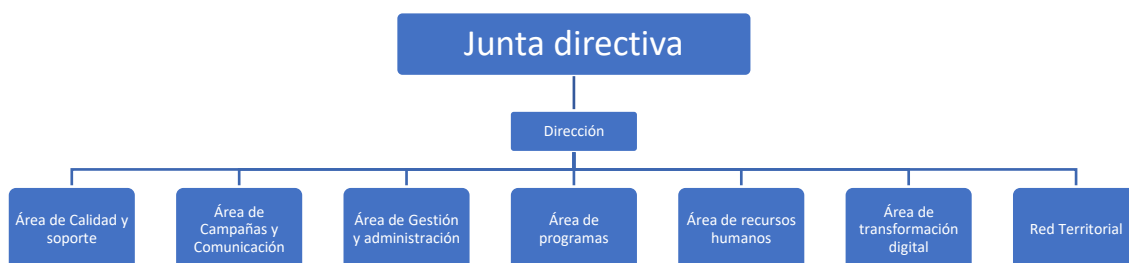 Junta directiva
Dirección
Área de Calidad y
soporte
Área de
Campañas y
Comunicación
Área de Gestión
y administración
Área de
programas
Área de recursos
humanos
Área de
transformación
digital
Red Territorial